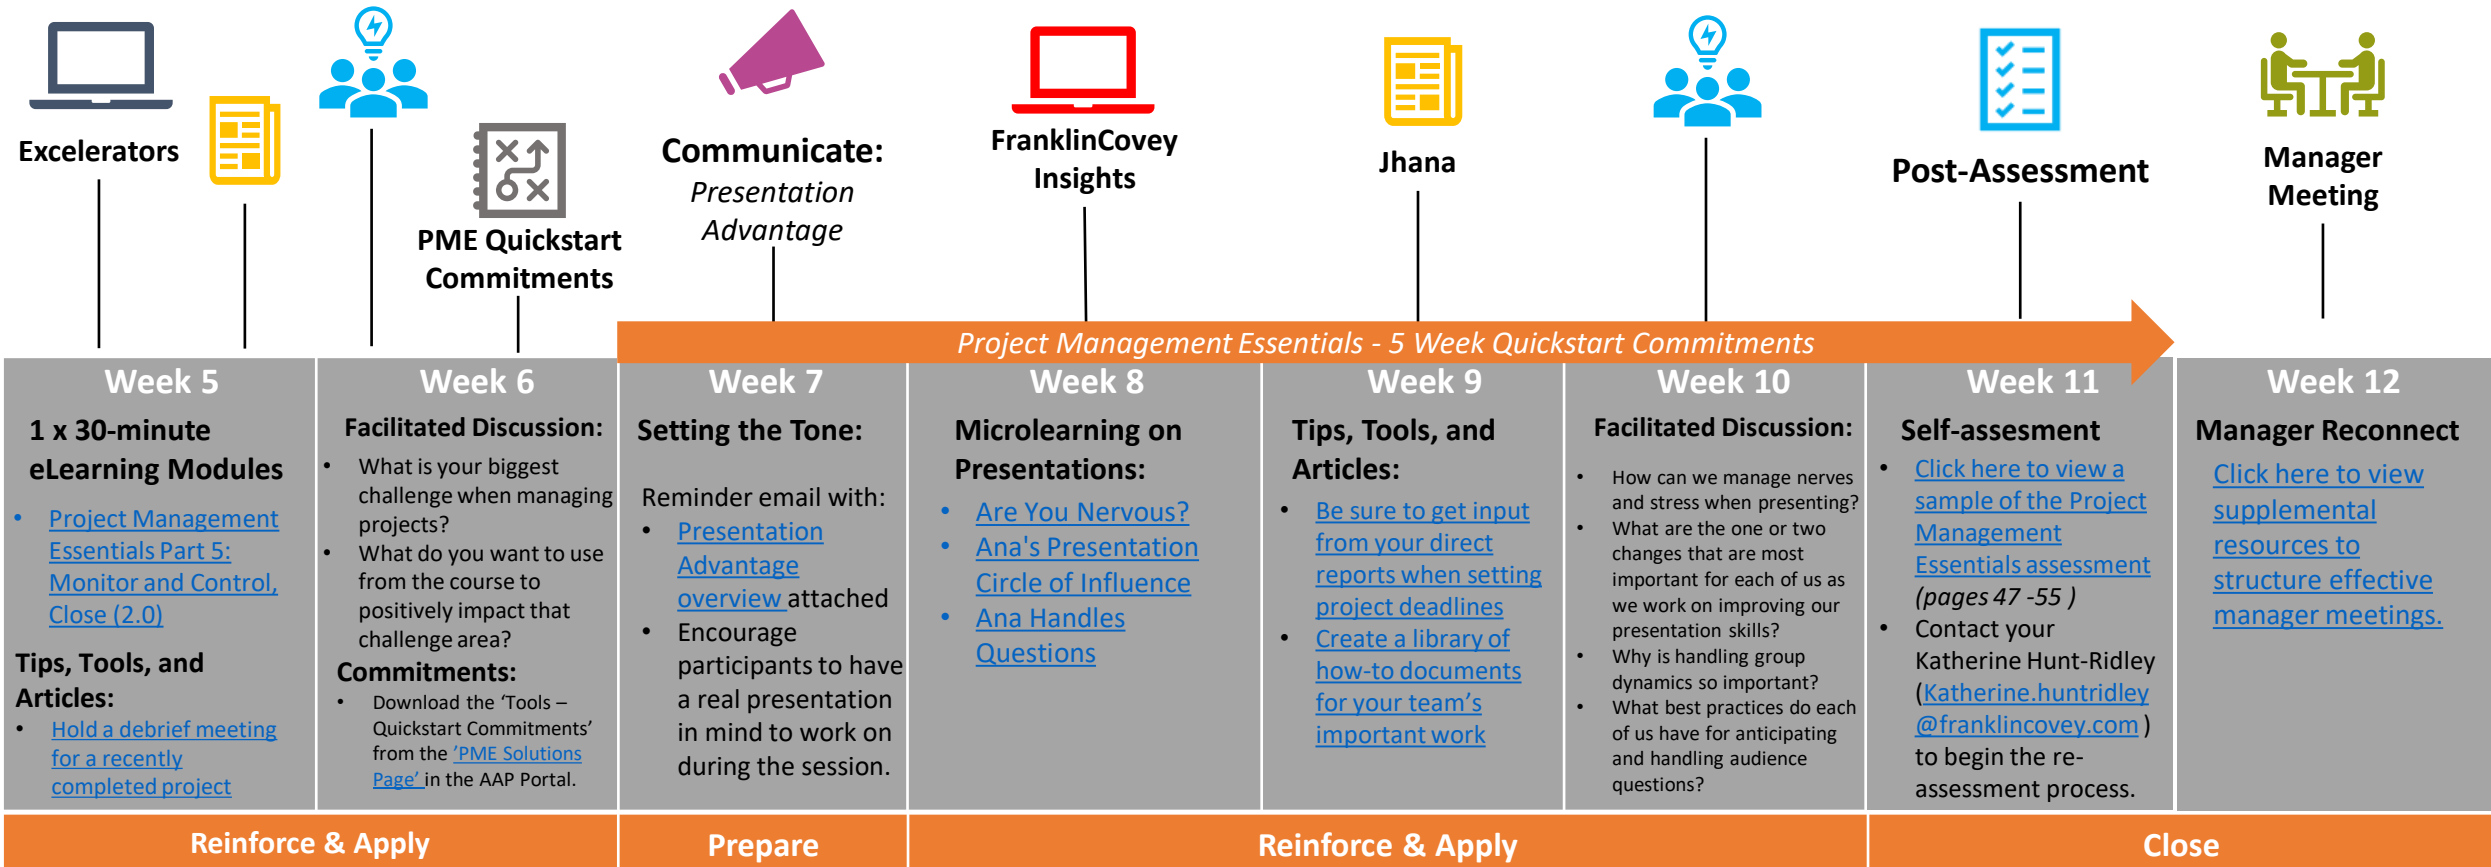 Excelerators
PME Quickstart
Commitments
Communicate:
Presentation
Advantage
FranklinCovey
Insights
Jhana
Post-Assessment
Manager
Meeting
Project Management Essentials - 5 Week Quickstart Commitments
Week 5
1 x 30-minute
eLearning Modules
• Project Management
Essentials Part 5:
Monitor and Control,
Close (2.0)
Tips, Tools, and
Articles:
• Hold a debrief meeting
for a recently
completed project
Week 6
Facilitated Discussion:
• What is your biggest
challenge when managing
projects?
• What do you want to use
from the course to
positively impact that
challenge area?
Commitments:
• Download the ‘Tools –
Quickstart Commitments’
from the ’PME Solutions
Page’ in the AAP Portal.
Week 7
Setting the Tone:
Reminder email with:
• Presentation
Advantage
overview attached
• Encourage
participants to have
a real presentation
in mind to work on
during the session.
Week 8
Microlearning on
Presentations:
• Are You Nervous?
• Ana's Presentation
Circle of Influence
• Ana Handles
Questions
Week 9
Tips, Tools, and
Articles:
• Be sure to get input
from your direct
reports when setting
project deadlines
• Create a library of
how-to documents
for your team’s
important work
Week 10
Facilitated Discussion:
• How can we manage nerves
and stress when presenting?
• What are the one or two
changes that are most
important for each of us as
we work on improving our
presentation skills?
• Why is handling group
dynamics so important?
• What best practices do each
of us have for anticipating
and handling audience
questions?
Week 11
Self-assesment
• Click here to view a
sample of the Project
Management
Essentials assessment
(pages 47 -55 )
• Contact your
Katherine Hunt-Ridley
(Katherine.huntridley
@franklincovey.com )
to begin the re-
assessment process.
Week 12
Manager Reconnect
Click here to view
supplemental
resources to
structure effective
manager meetings.
Reinforce & Apply
Prepare
Reinforce & Apply
Close